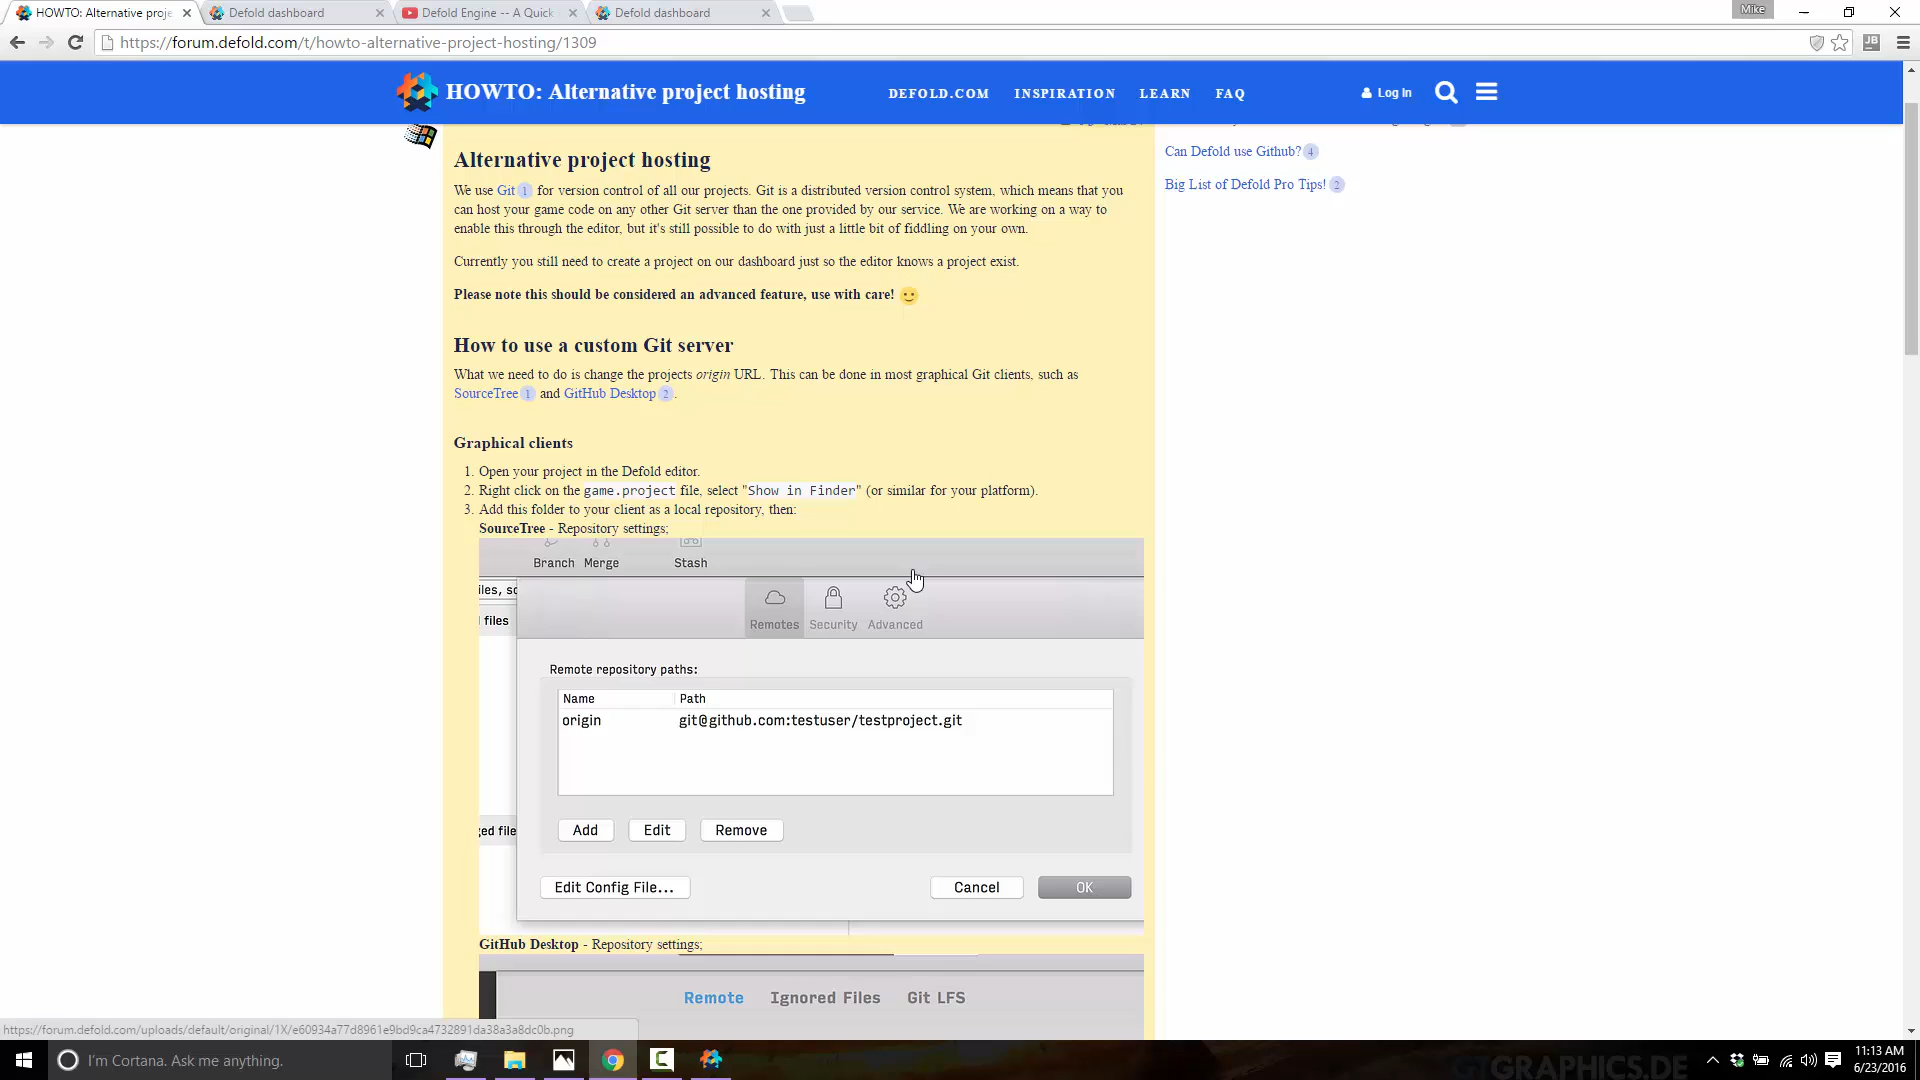 HOWTO: Alternative proje
Defold dashboard
Defold Engine -- A Quick
Defold dashboard
Mike
https://forum.defold.com/t/howto-alternative-project-hosting/1309
JB
HOWTO: Alternative project hosting
DEFOLD.COM
INSPIRATION
LEARN
FAQ
Log In
Can Defold use Github? 4
Big List of Defold Pro Tips! 2
Alternative project hosting
We use Git 1 for version control of all our projects. Git is a distributed version control system, which means that you
can host your game code on any other Git server than the one provided by our service. We are working on a way to
enable this through the editor, but it's still possible to do with just a little bit of fiddling on your own.
Currently you still need to create a project on our dashboard just so the editor knows a project exist.
Please note this should be considered an advanced feature, use with care!
How to use a custom Git server
What we need to do is change the projects origin URL. This can be done in most graphical Git clients, such as
SourceTree 1 and GitHub Desktop 2.
Graphical clients
1. Open your project in the Defold editor.
2. Right click on the game.project file, select "Show in Finder" (or similar for your platform).
3. Add this folder to your client as a local repository, then:
SourceTree - Repository settings;
Branch Merge Stash
iles, sc
Remotes Security Advanced
files
Remote repository paths:
Name Path
origin git@github.com:testuser/testproject.git
ged file
Add Edit Remove
Edit Config File... Cancel OK
GitHub Desktop - Repository settings;
Remote Ignored Files Git LFS
https://forum.defold.com/uploads/default/original/1X/e60934a77d8961e9bd9ca4732891da38a3a8dc0b.png
I'm Cortana. Ask me anything.
GTGRAPHICS.DE
11:13 AM
6/23/2016